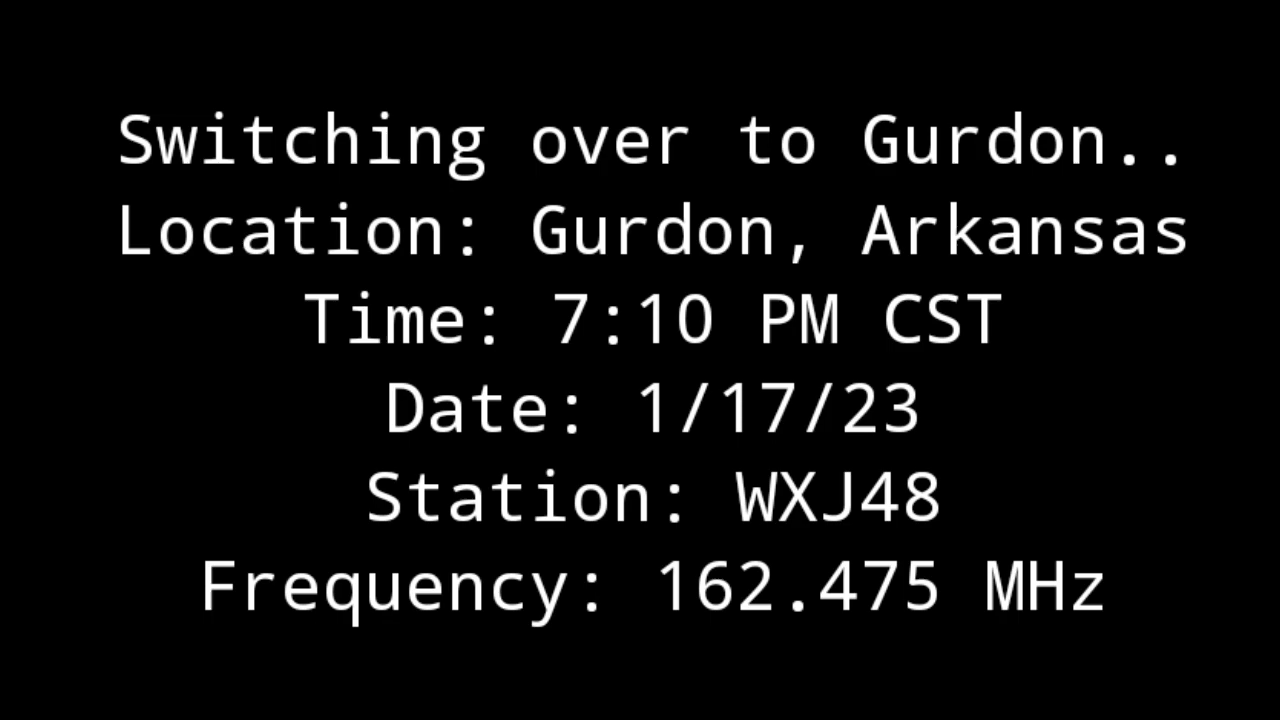 Switching over to Gurdon..
Location: Gurdon, Arkansas
Time: 7:10 PM CST
Date: 1/17/23
Station: WXJ48
Frequency: 162.475 MHz